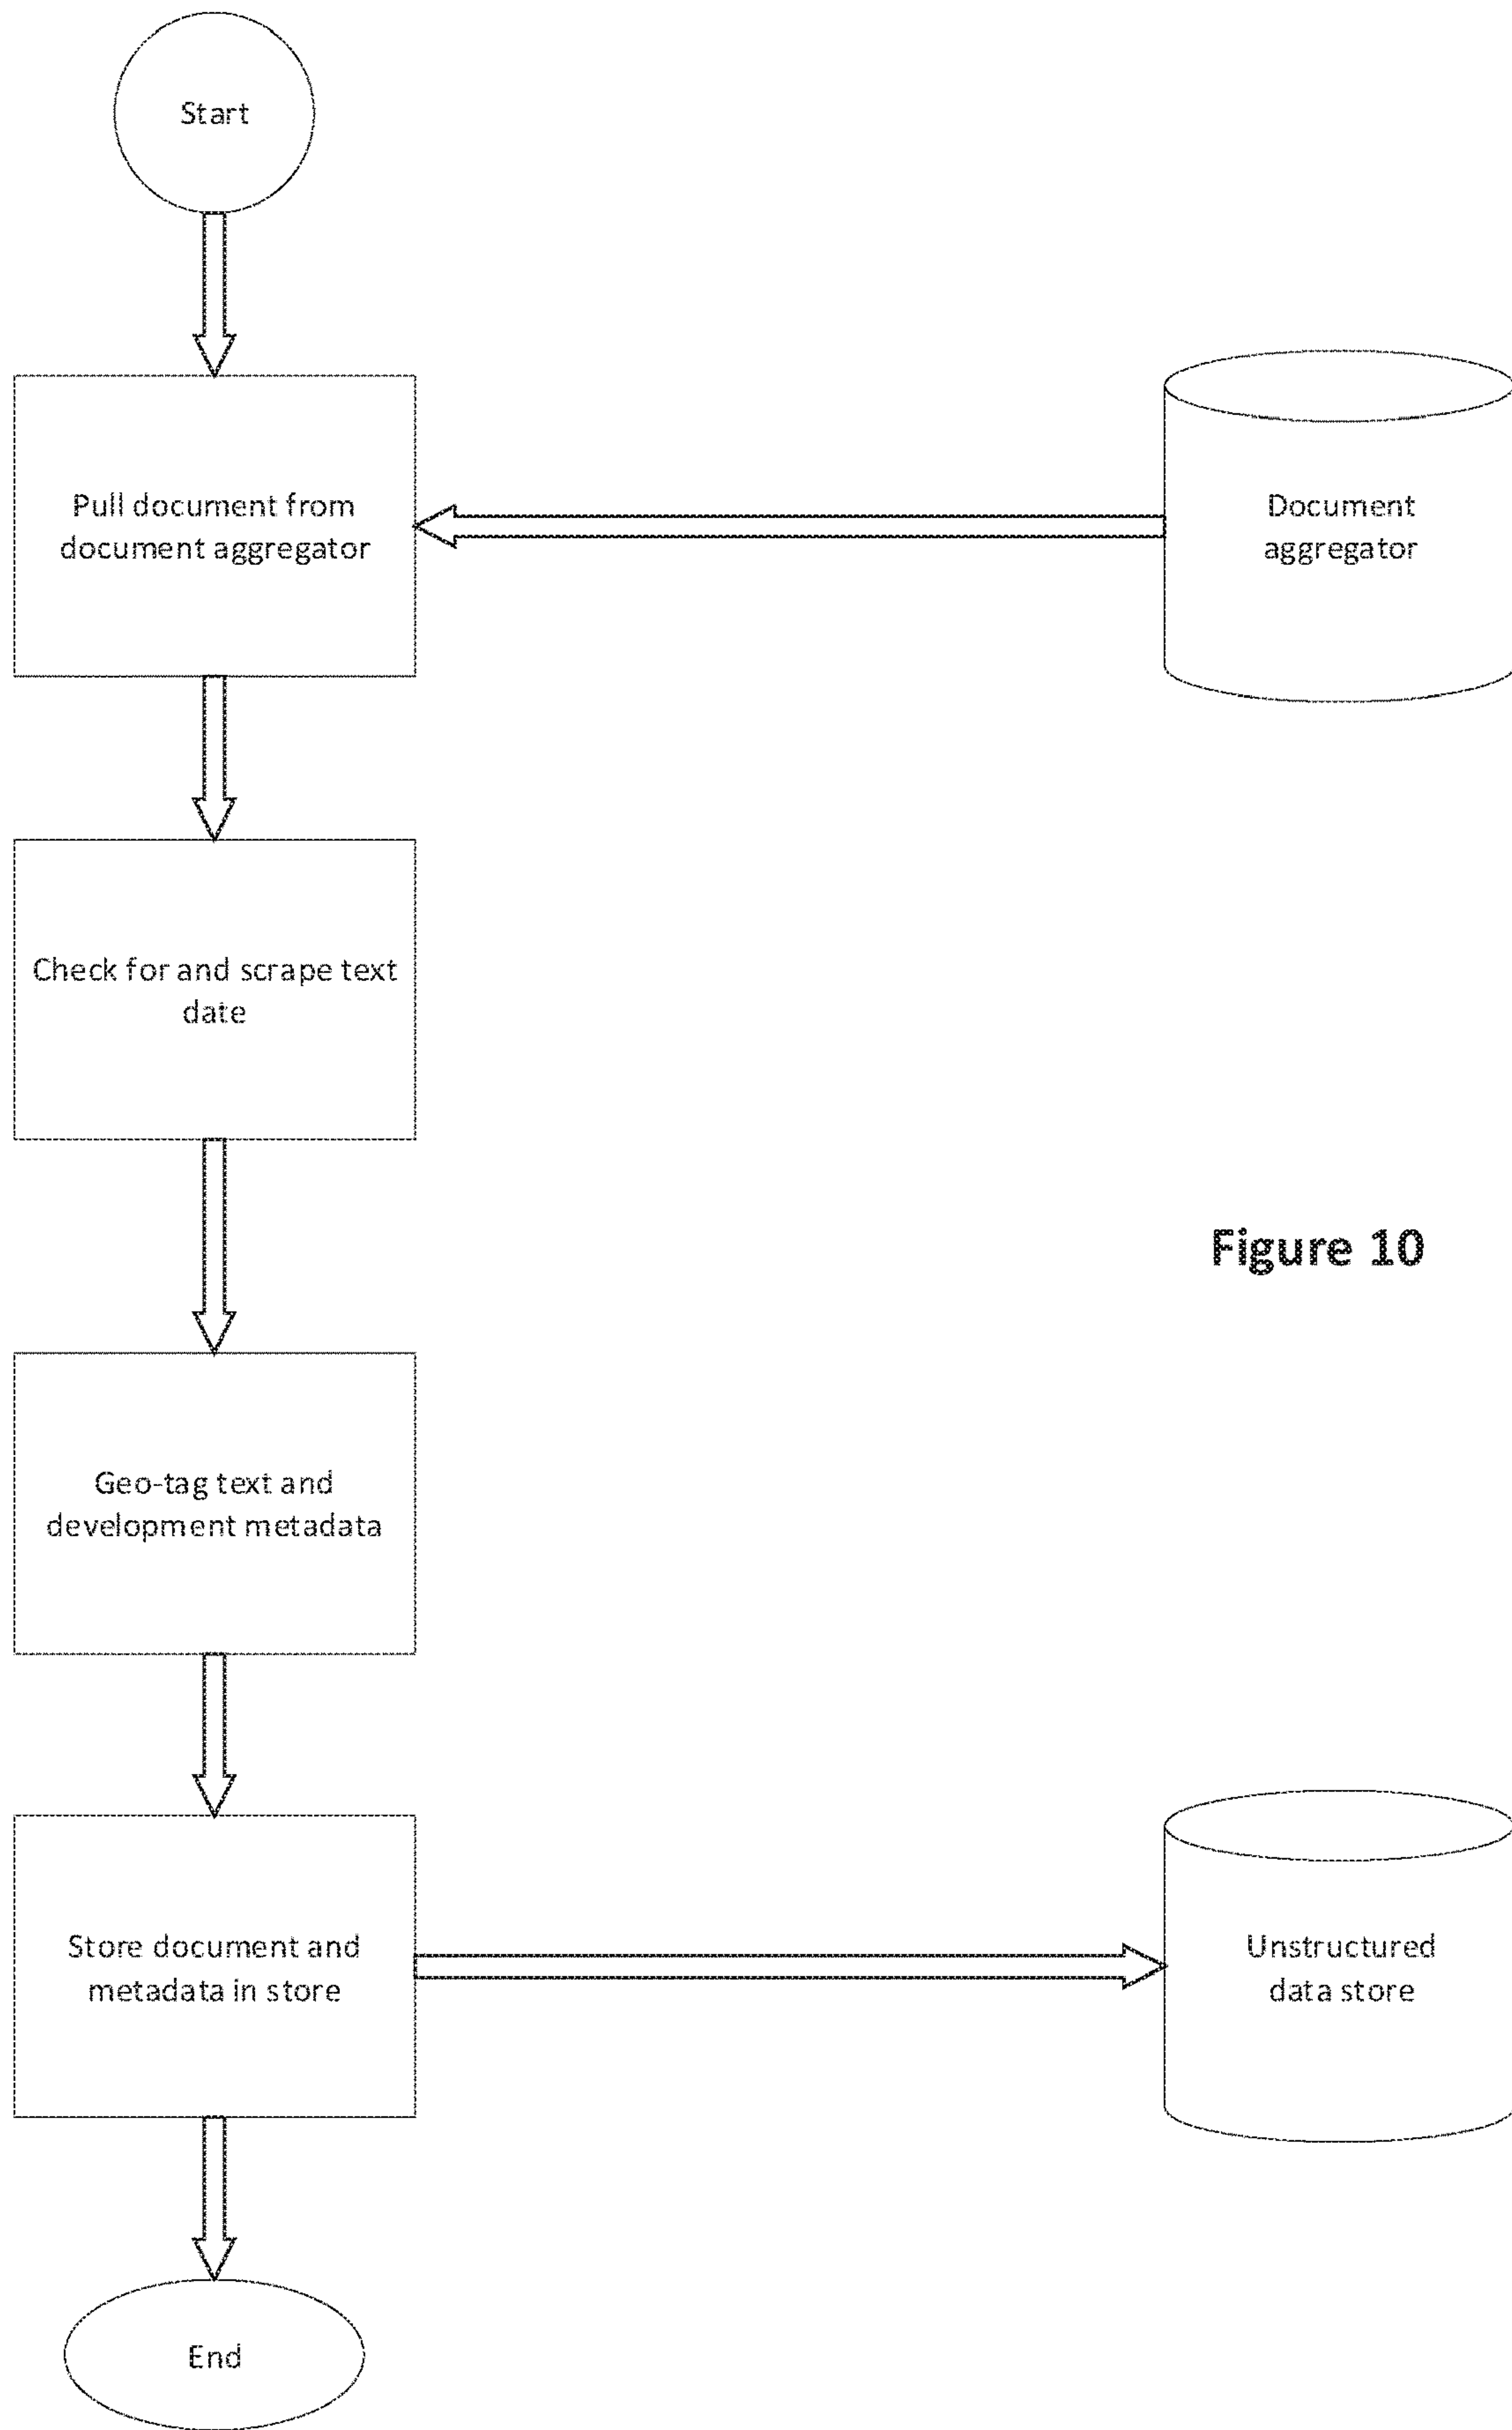 Start
Pull document from
document aggregator
Document
aggregator
Check for and scrape text
date
Figure 10
Geo-tag text and
development metadata
Store document and
metadata in store
Unstructured
data store
End